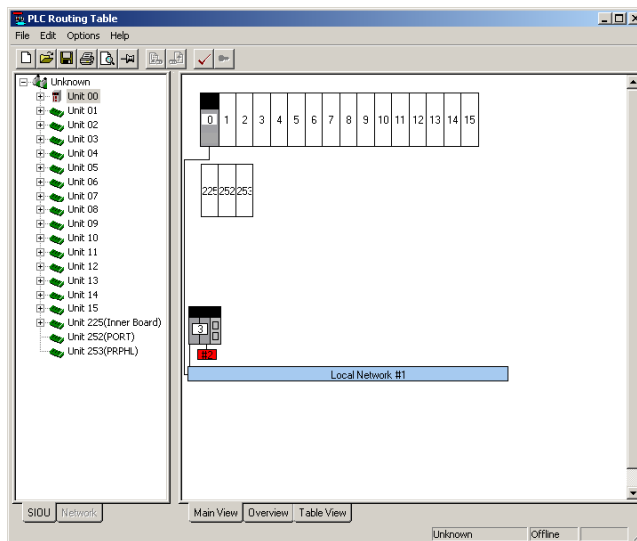 PLC Routing Table
File Edit Options Help
Unknown
Unit 00
Unit 01
Unit 02
Unit 03
Unit 04
Unit 05
Unit 06
Unit 07
Unit 08
Unit 09
Unit 10
Unit 11
Unit 12
Unit 13
Unit 14
Unit 15
Unit 225(Inner Board)
Unit 252(PORT)
Unit 253(PRPHL)
0 1 2 3 4 5 6 7 8 9 10 11 12 13 14 15
225 252 253
3
#2
Local Network #1
SIOU Network
Main View Overview Table View
Unknown Offline